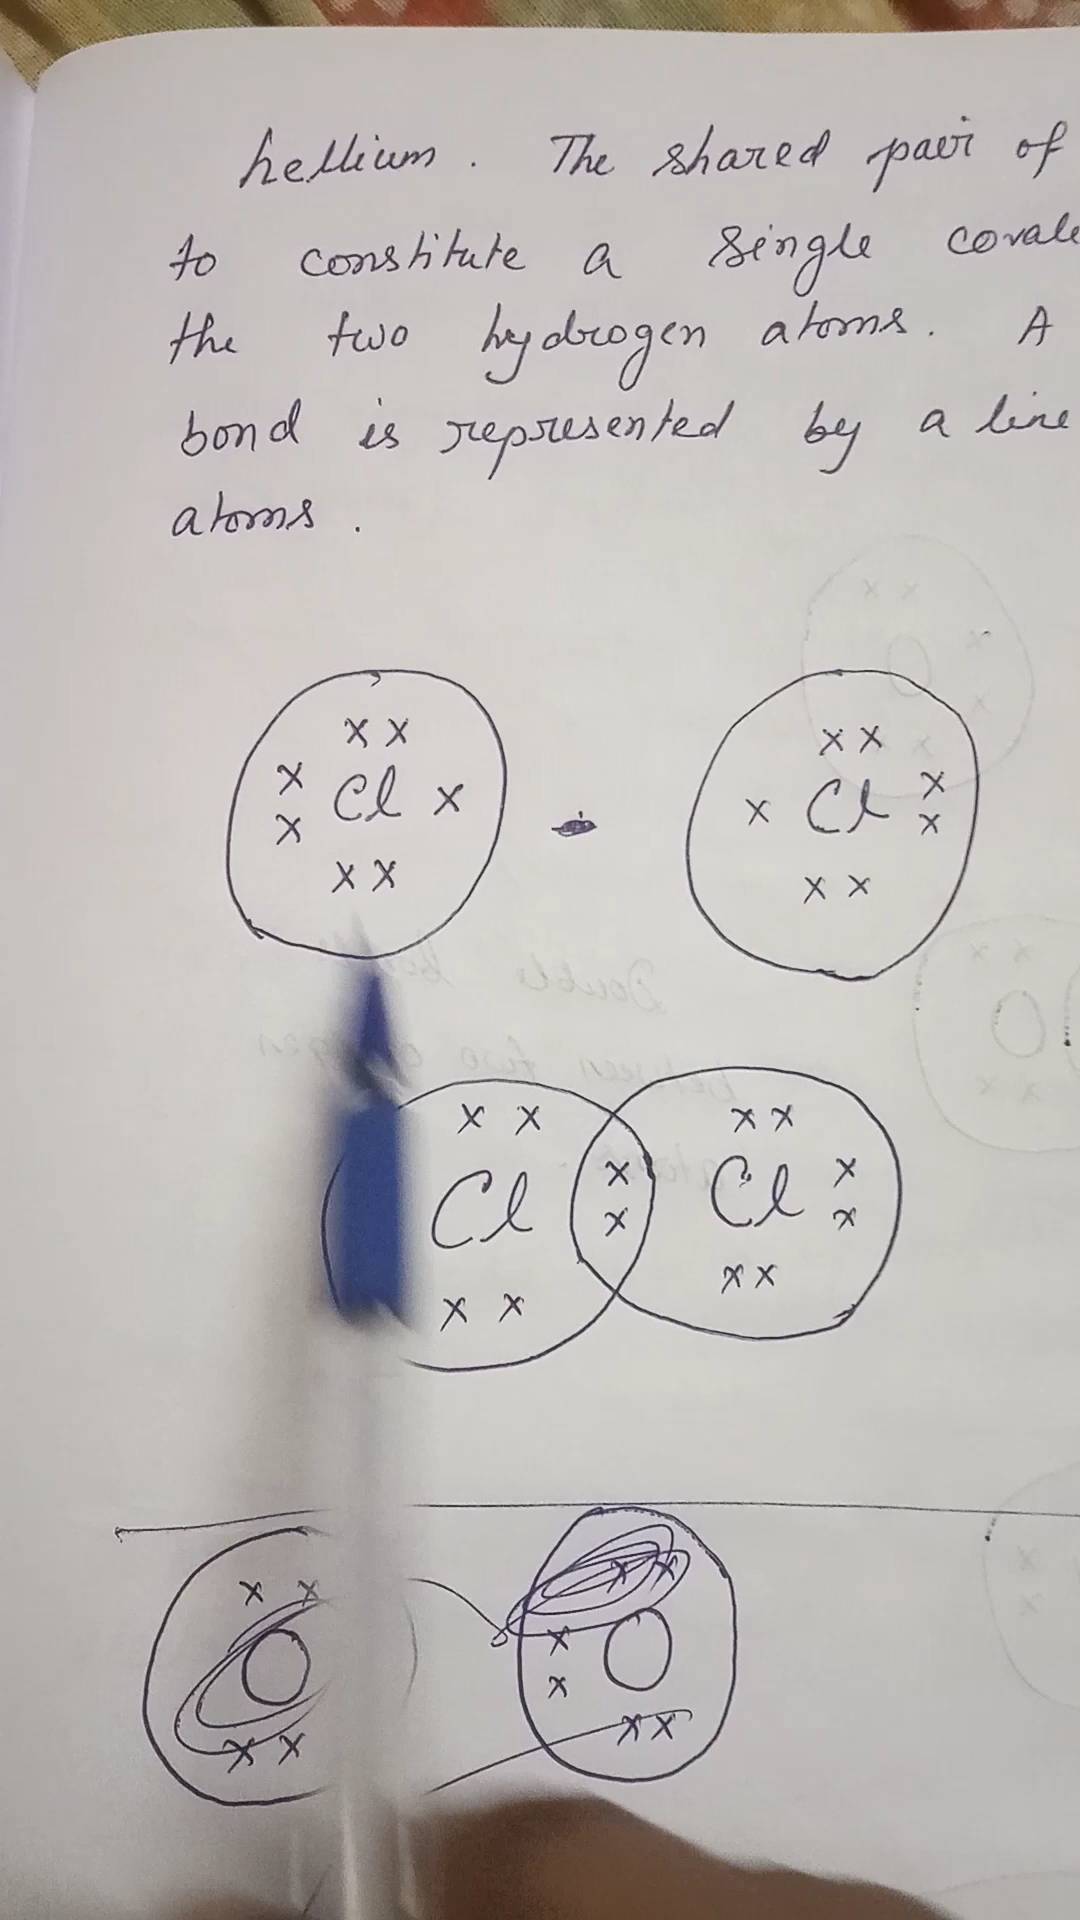 hellium. The shared pair of
to constitute a single covale
the two hydrogen atoms. A
bond is represented by a line
atoms.
x x x x
x Cl x x Cl x
x x
x x x x
x x x x
Cl x Cl x
x x
x x x x
x x x x
O x O
x
x x x x